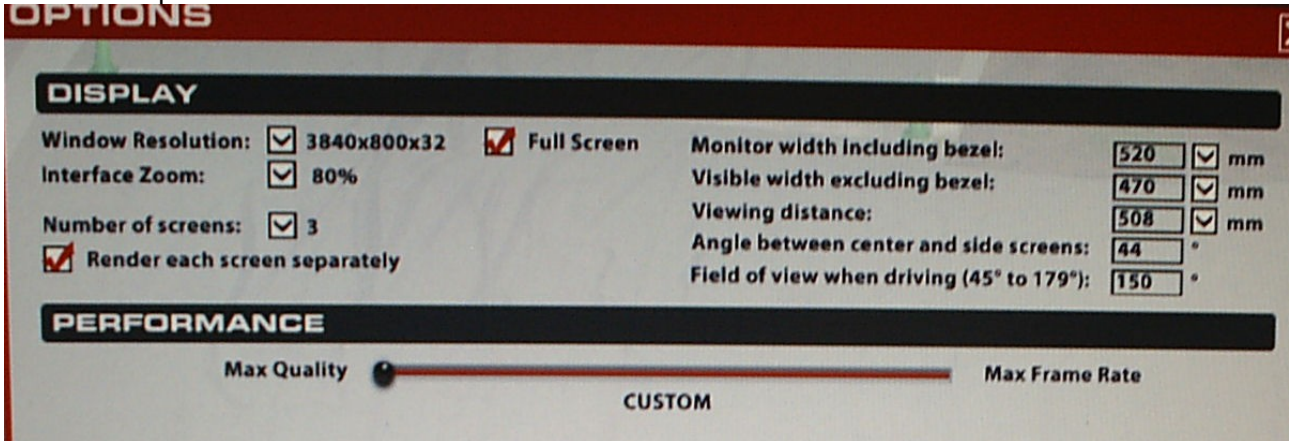 OPTIONS
DISPLAY
Window Resolution: 3840x800x32 Full Screen
Interface Zoom: 80%
Number of screens: 3
Render each screen separately
Monitor width including bezel: 520 mm
Visible width excluding bezel: 470 mm
Viewing distance: 508 mm
Angle between center and side screens: 44 °
Field of view when driving (45° to 179°): 150 °
PERFORMANCE
Max Quality Max Frame Rate
CUSTOM